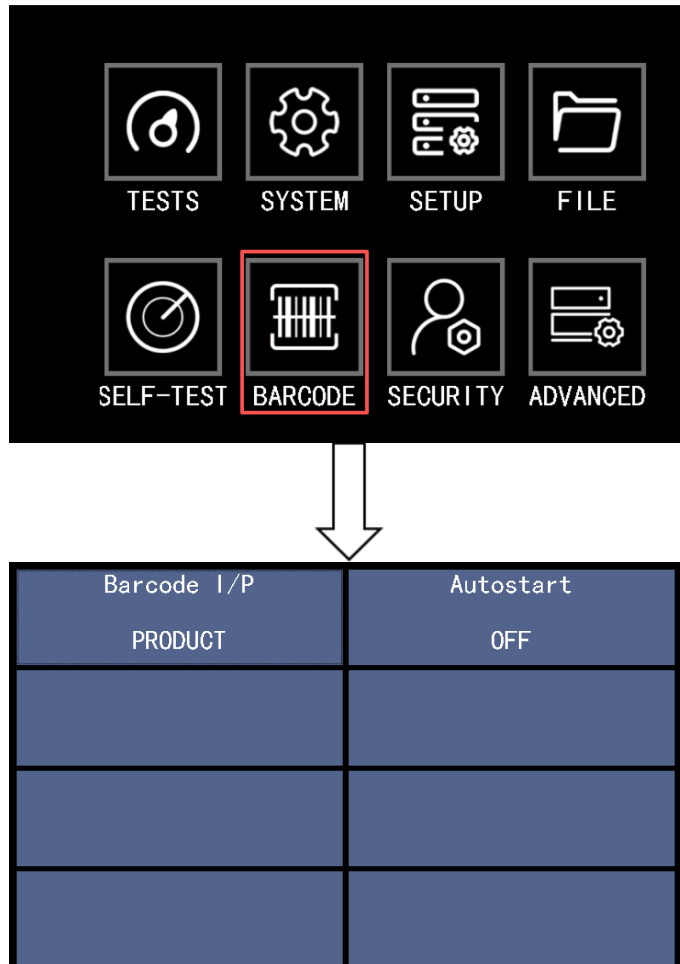 TESTS SYSTEM SETUP FILE
SELF-TEST BARCODE SECURITY ADVANCED
Barcode I/P Autostart
PRODUCT OFF